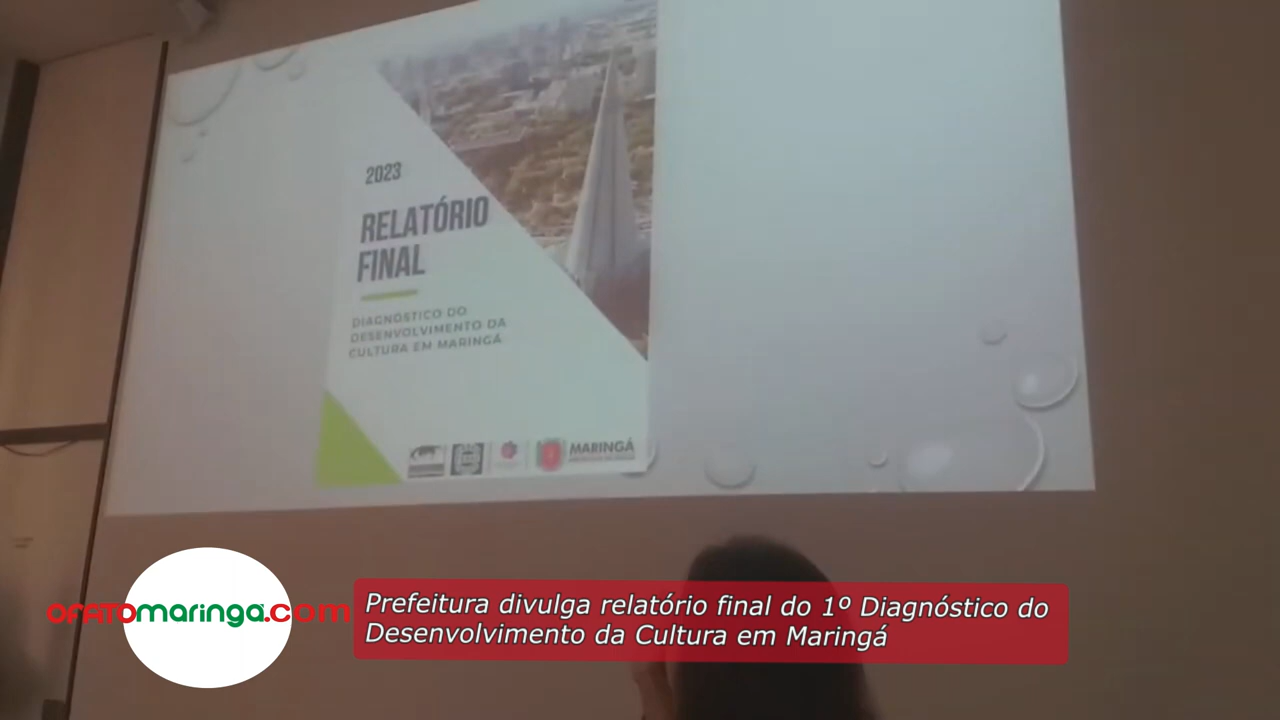 2023
RELATÓRIO
FINAL
DIAGNÓSTICO DO
DESENVOLVIMENTO DA
CULTURA EM MARINGÁ
MARINGÁ
OFATOmaringá.com
Prefeitura divulga relatório final do 1º Diagnóstico do
Desenvolvimento da Cultura em Maringá